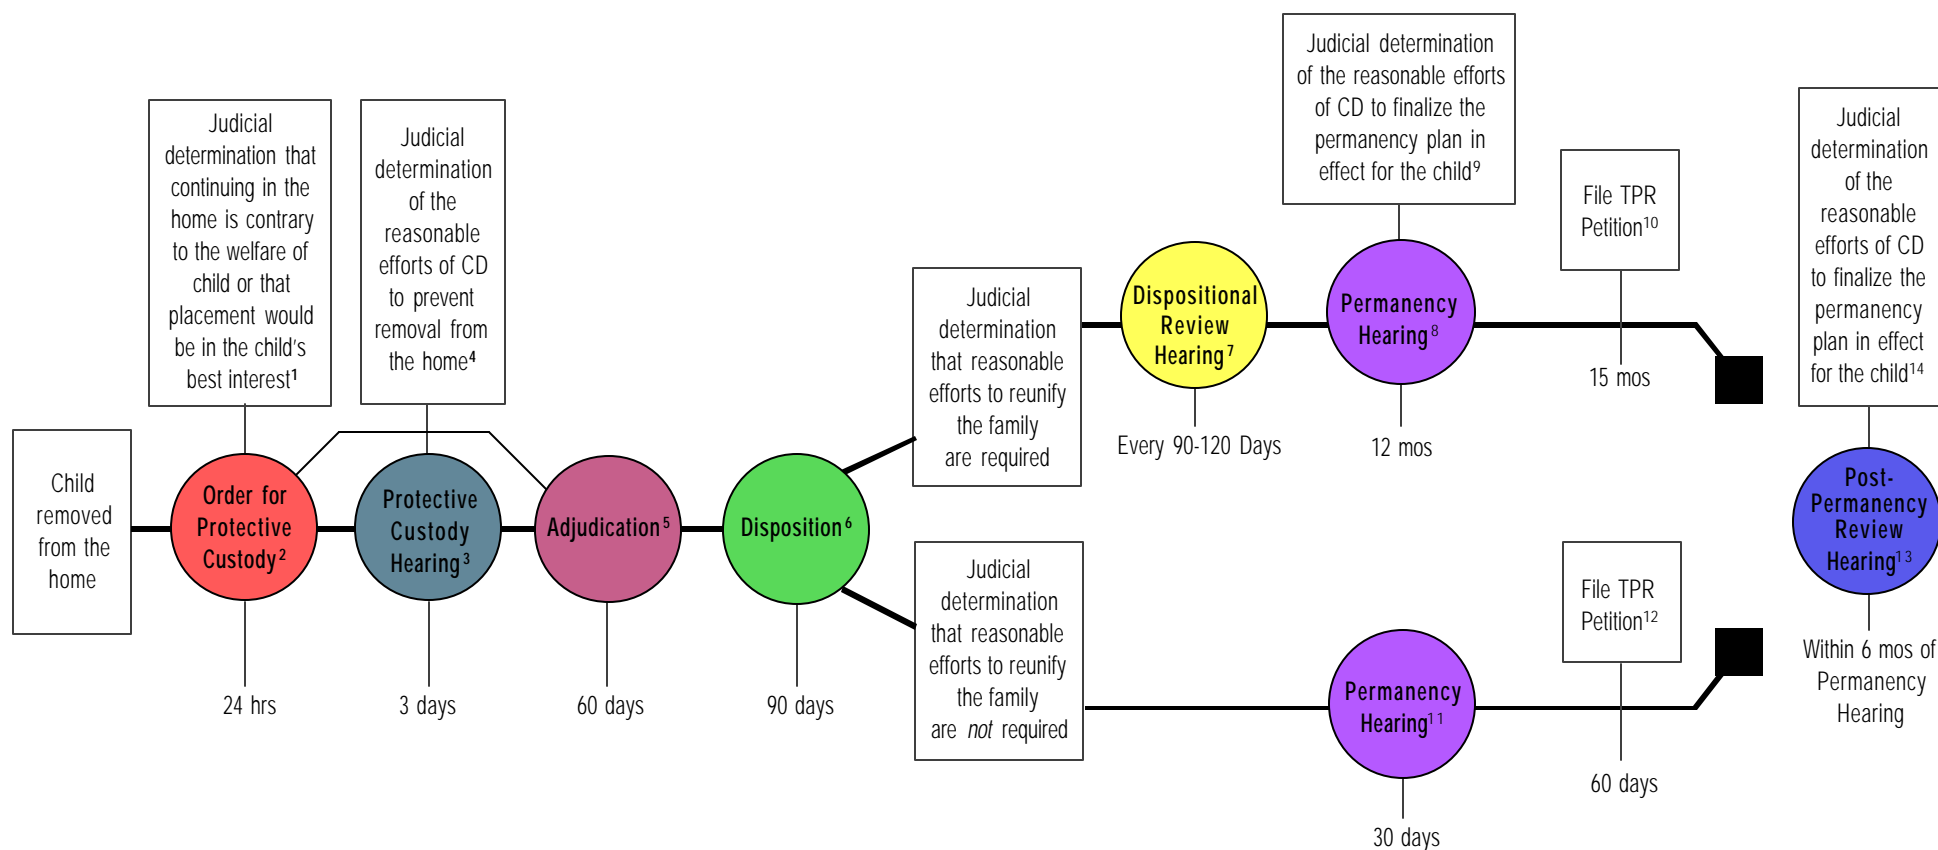 Child
removed
from the
home
Judicial
determination that
continuing in the
home is contrary
to the welfare of
child or that
placement would
be in the child's
best interest1
Order for
Protective
Custody2
24 hrs
Judicial
determination
of the
reasonable
efforts of CD
to prevent
removal from
the home4
Protective
Custody
Hearing3
3 days
Adjudication5
60 days
Disposition6
90 days
Judicial
determination
that reasonable
efforts to reunify
the family
are required
Dispositional
Review
Hearing7
Every 90-120 Days
Judicial determination
of the reasonable efforts
of CD to finalize the
permanency plan in
effect for the child9
Permanency
Hearing8
12 mos
File TPR
Petition10
15 mos
Judicial
determination
that reasonable
efforts to reunify
the family
are not required
Permanency
Hearing11
30 days
File TPR
Petition12
60 days
Judicial
determination
of the
reasonable
efforts of CD
to finalize the
permanency
plan in effect
for the child14
Post-
Permanency
Review
Hearing13
Within 6 mos of
Permanency
Hearing